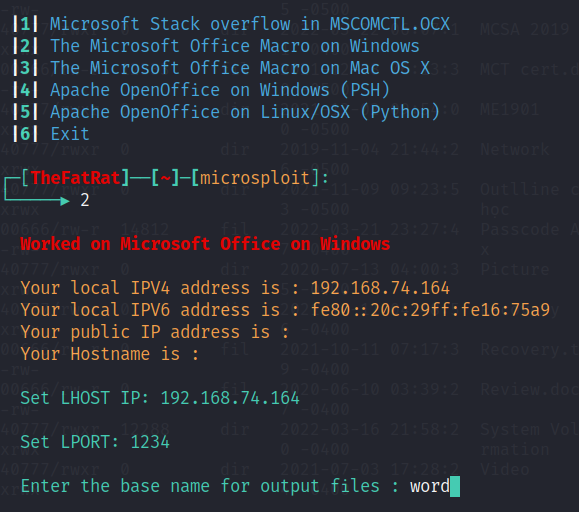 |1| Microsoft Stack overflow in MSCOMCTL.OCX
|2| The Microsoft Office Macro on Windows
|3| The Microsoft Office Macro on Mac OS X
|4| Apache OpenOffice on Windows (PSH)
|5| Apache OpenOffice on Linux/OSX (Python)
|6| Exit
[TheFatRat]──[~]─[microsploit]:
2
Worked on Microsoft Office on Windows
Your local IPV4 address is : 192.168.74.164
Your local IPV6 address is : fe80::20c:29ff:fe16:75a9
Your public IP address is :
Your Hostname is :
Set LHOST IP: 192.168.74.164
Set LPORT: 1234
Enter the base name for output files : word